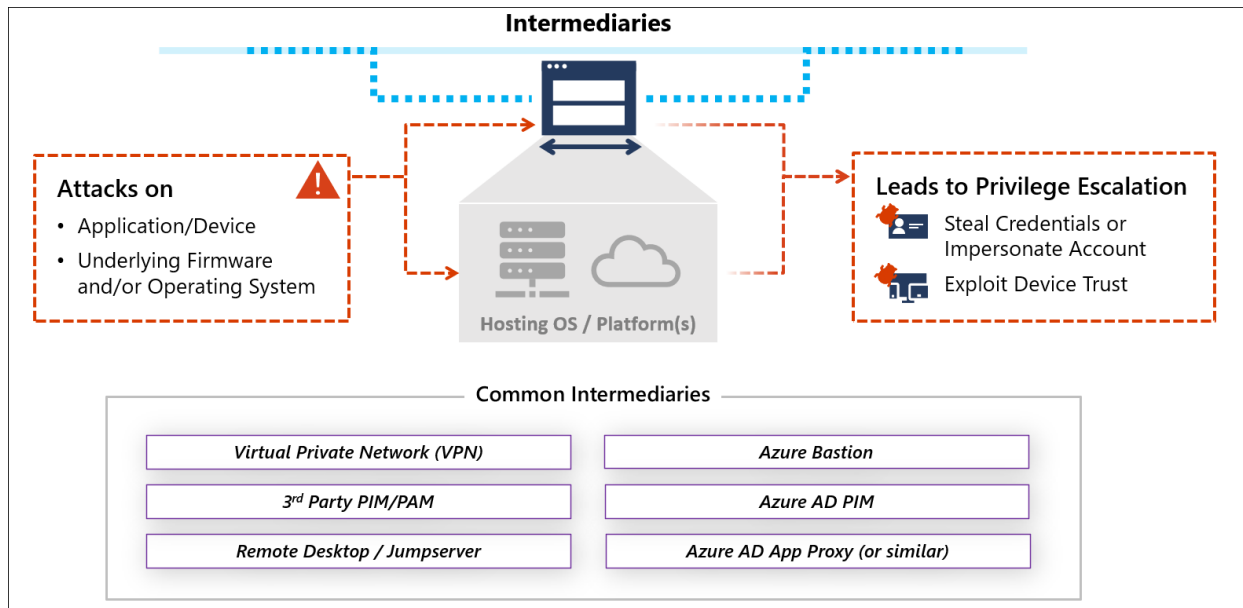 Intermediaries
Attacks on
• Application/Device
• Underlying Firmware
and/or Operating System
Hosting OS / Platform(s)
Leads to Privilege Escalation
Steal Credentials or
Impersonate Account
Exploit Device Trust
Common Intermediaries
Virtual Private Network (VPN)
Azure Bastion
3rd Party PIM/PAM
Azure AD PIM
Remote Desktop / Jumpserver
Azure AD App Proxy (or similar)